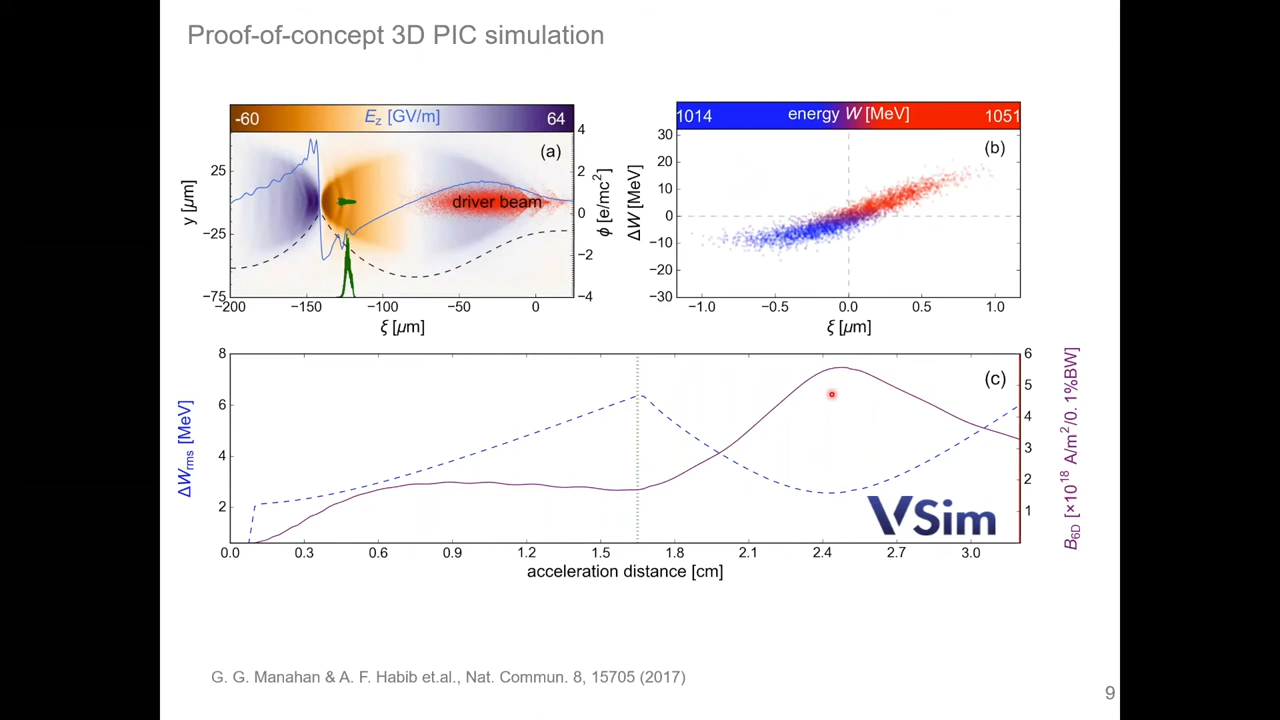 Proof-of-concept 3D PIC simulation
-60 E_z [GV/m] 64
(a)
driver beam
y [μm]
25
−25
−75
4
2
0
−2
−4
ϕ [e/mc²]
−200 −150 −100 −50 0
ξ [μm]
1014 energy W [MeV] 1051
(b)
ΔW [MeV]
30
20
10
0
−10
−20
−30
−1.0 −0.5 0.0 0.5 1.0
ξ [μm]
(c)
ΔW_rms [MeV]
8
6
4
2
6
5
4
3
2
1
B_6D [×10¹⁸ A/m²/0.1%BW]
VSim
0.0 0.3 0.6 0.9 1.2 1.5 1.8 2.1 2.4 2.7 3.0
acceleration distance [cm]
G. G. Manahan & A. F. Habib et.al., Nat. Commun. 8, 15705 (2017)
9